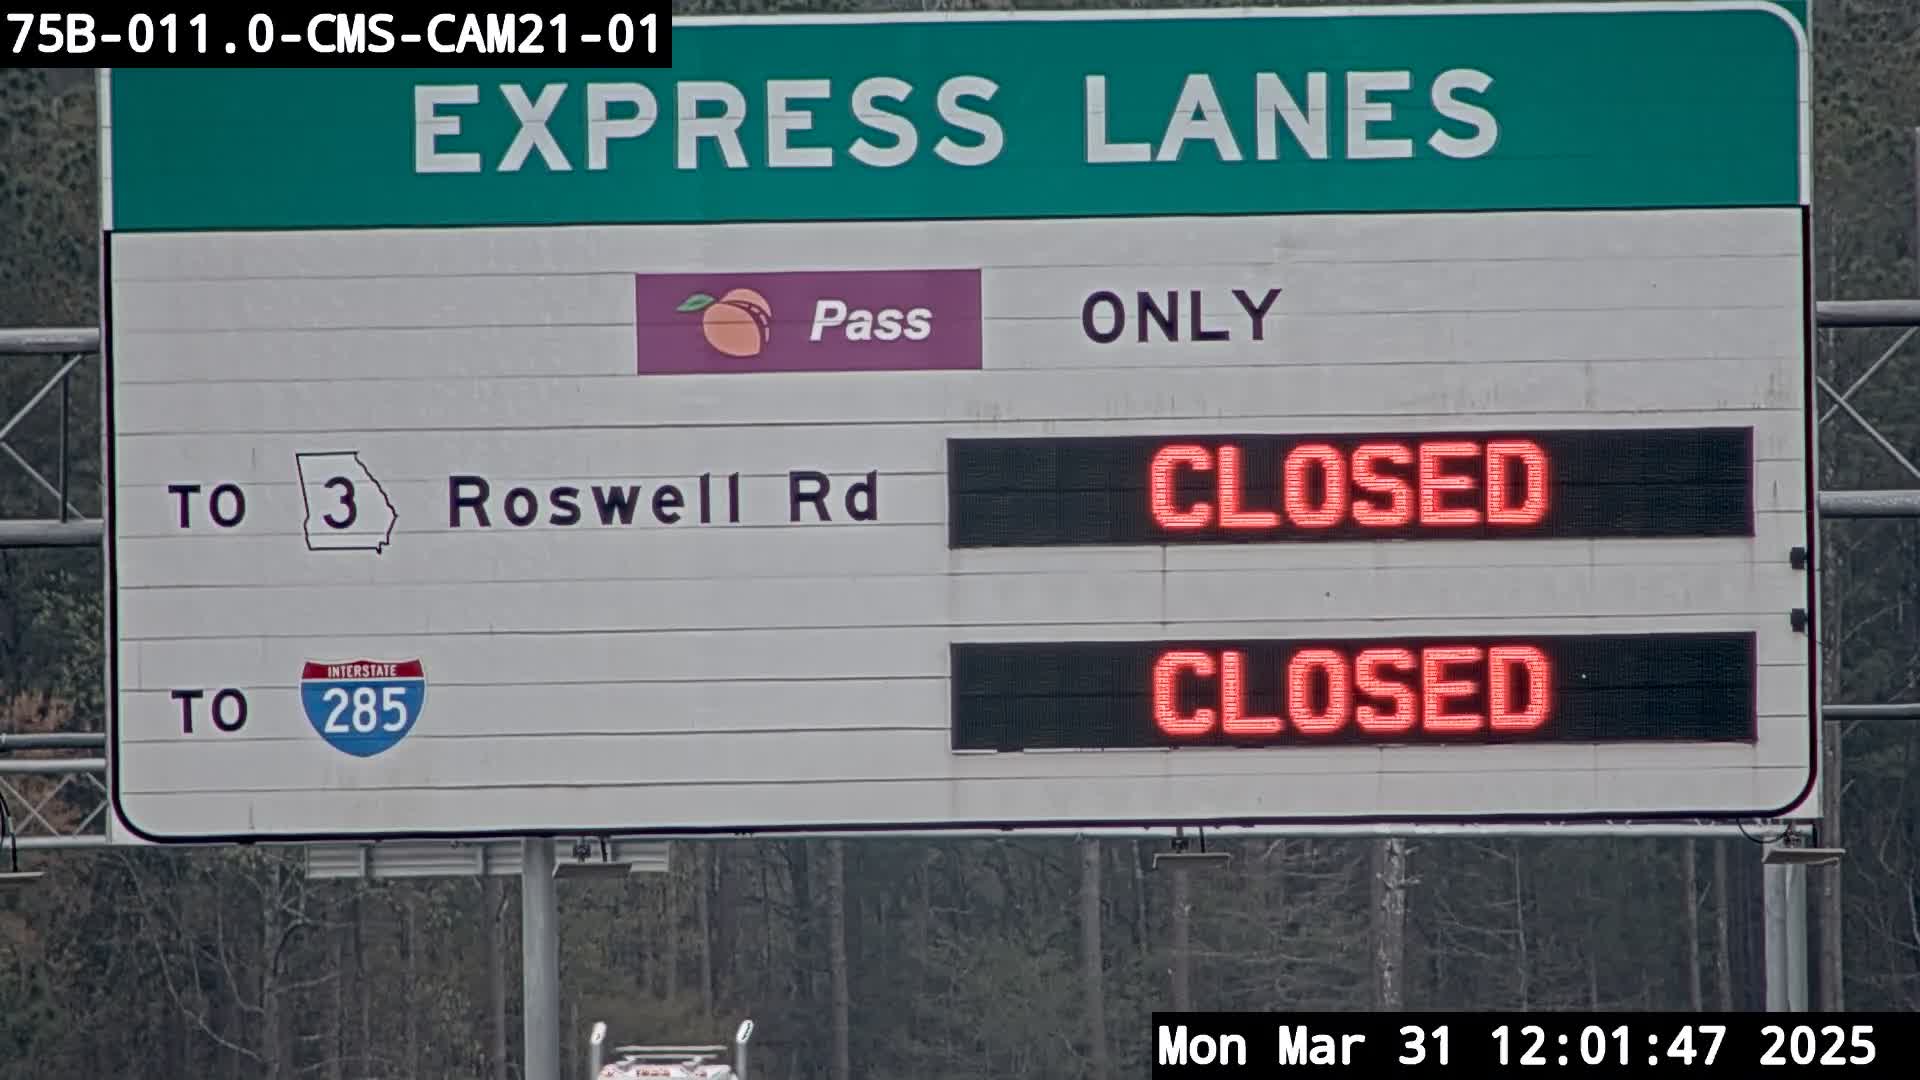 75B-011.0-CMS-CAM21-01
EXPRESS LANES
Pass ONLY
TO 3 Roswell Rd CLOSED
INTERSTATE
TO 285 CLOSED
Mon Mar 31 12:01:47 2025